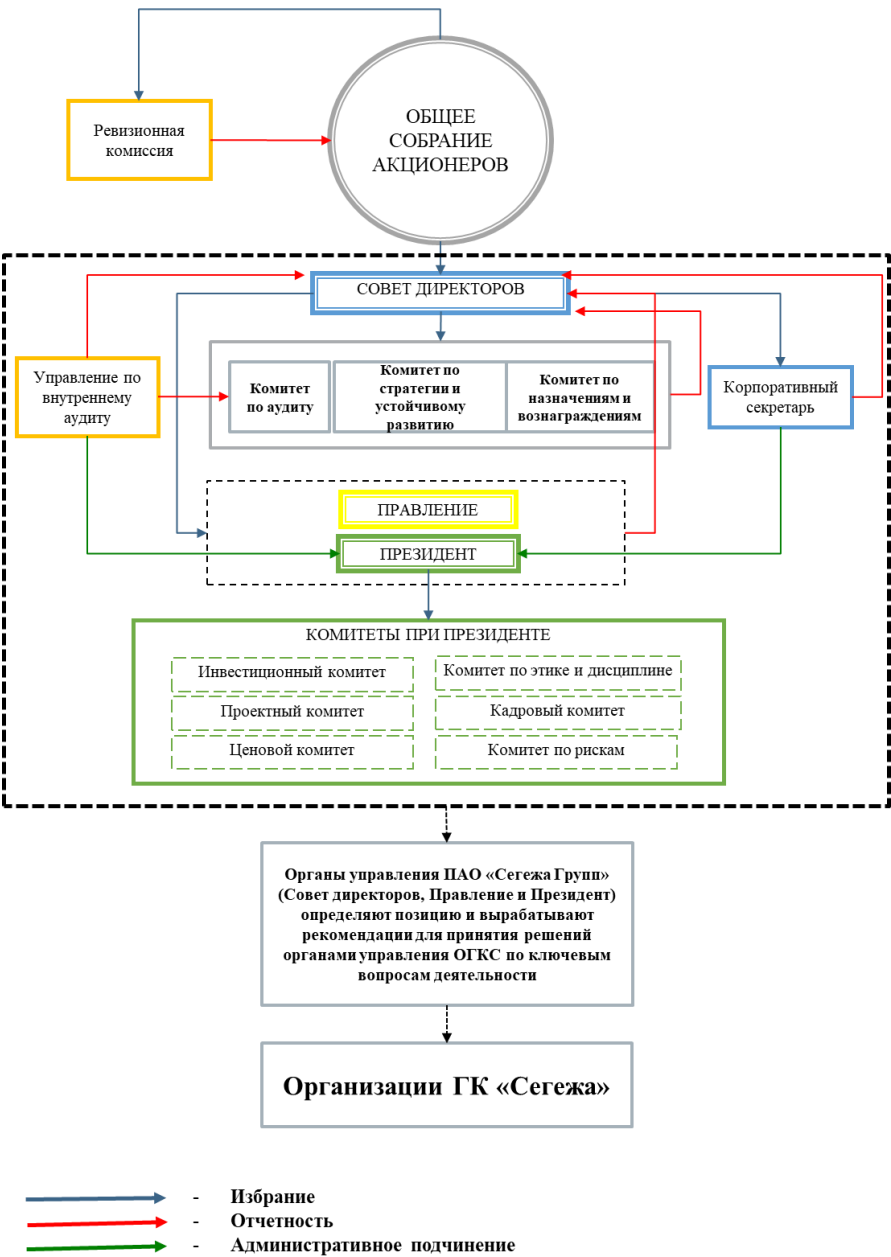 ОБЩЕЕ
СОБРАНИЕ
АКЦИОНЕРОВ
Ревизионная
комиссия
СОВЕТ ДИРЕКТОРОВ
Управление по
внутреннему
аудиту
Комитет
по аудиту
Комитет по
стратегии и
устойчивому
развитию
Комитет по
назначениям и
вознаграждениям
Корпоративный
секретарь
ПРАВЛЕНИЕ
ПРЕЗИДЕНТ
КОМИТЕТЫ ПРИ ПРЕЗИДЕНТЕ
Инвестиционный комитет
Комитет по этике и дисциплине
Проектный комитет
Кадровый комитет
Ценовой комитет
Комитет по рискам
Органы управления ПАО «Сегежа Групп»
(Совет директоров, Правление и Президент)
определяют позицию и вырабатывают
рекомендации для принятия решений
органами управления ОГКС по ключевым
вопросам деятельности
Организации ГК «Сегежа»
- Избрание
- Отчетность
- Административное подчинение